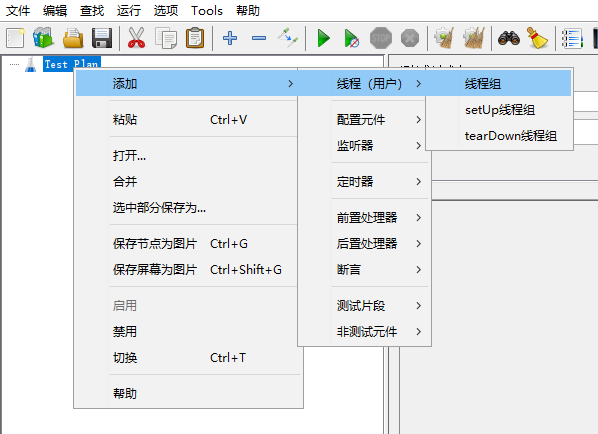 文件 编辑 查找 运行 选项 Tools 帮助
Test Plan
添加
粘贴 Ctrl+V
打开...
合并
选中部分保存为...
保存节点为图片 Ctrl+G
保存屏幕为图片 Ctrl+Shift+G
启用
禁用
切换 Ctrl+T
帮助
线程（用户）
配置元件
监听器
定时器
前置处理器
后置处理器
断言
测试片段
非测试元件
线程组
setUp线程组
tearDown线程组